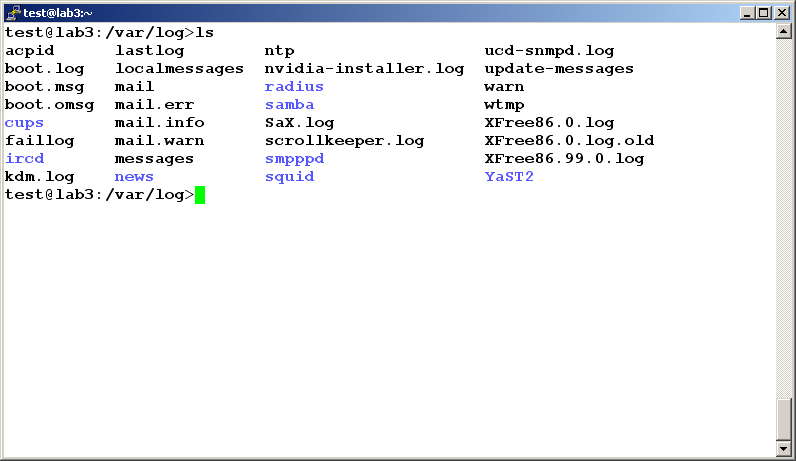 test@lab3:~
test@lab3:/var/log>ls
acpid      lastlog       ntp                   ucd-snmpd.log
boot.log   localmessages  nvidia-installer.log  update-messages
boot.msg   mail          radius                warn
boot.omsg  mail.err      samba                 wtmp
cups       mail.info     SaX.log               XFree86.0.log
faillog    mail.warn     scrollkeeper.log      XFree86.0.log.old
ircd       messages      smpppd                XFree86.99.0.log
kdm.log    news          squid                 YaST2
test@lab3:/var/log>